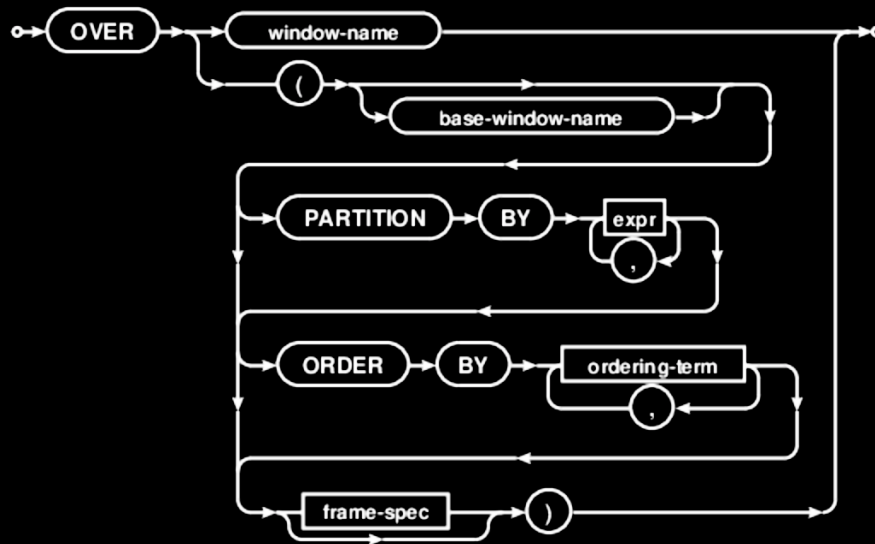 OVER window-name
( 
base-window-name
PARTITION BY expr
,
ORDER BY ordering-term
,
frame-spec )